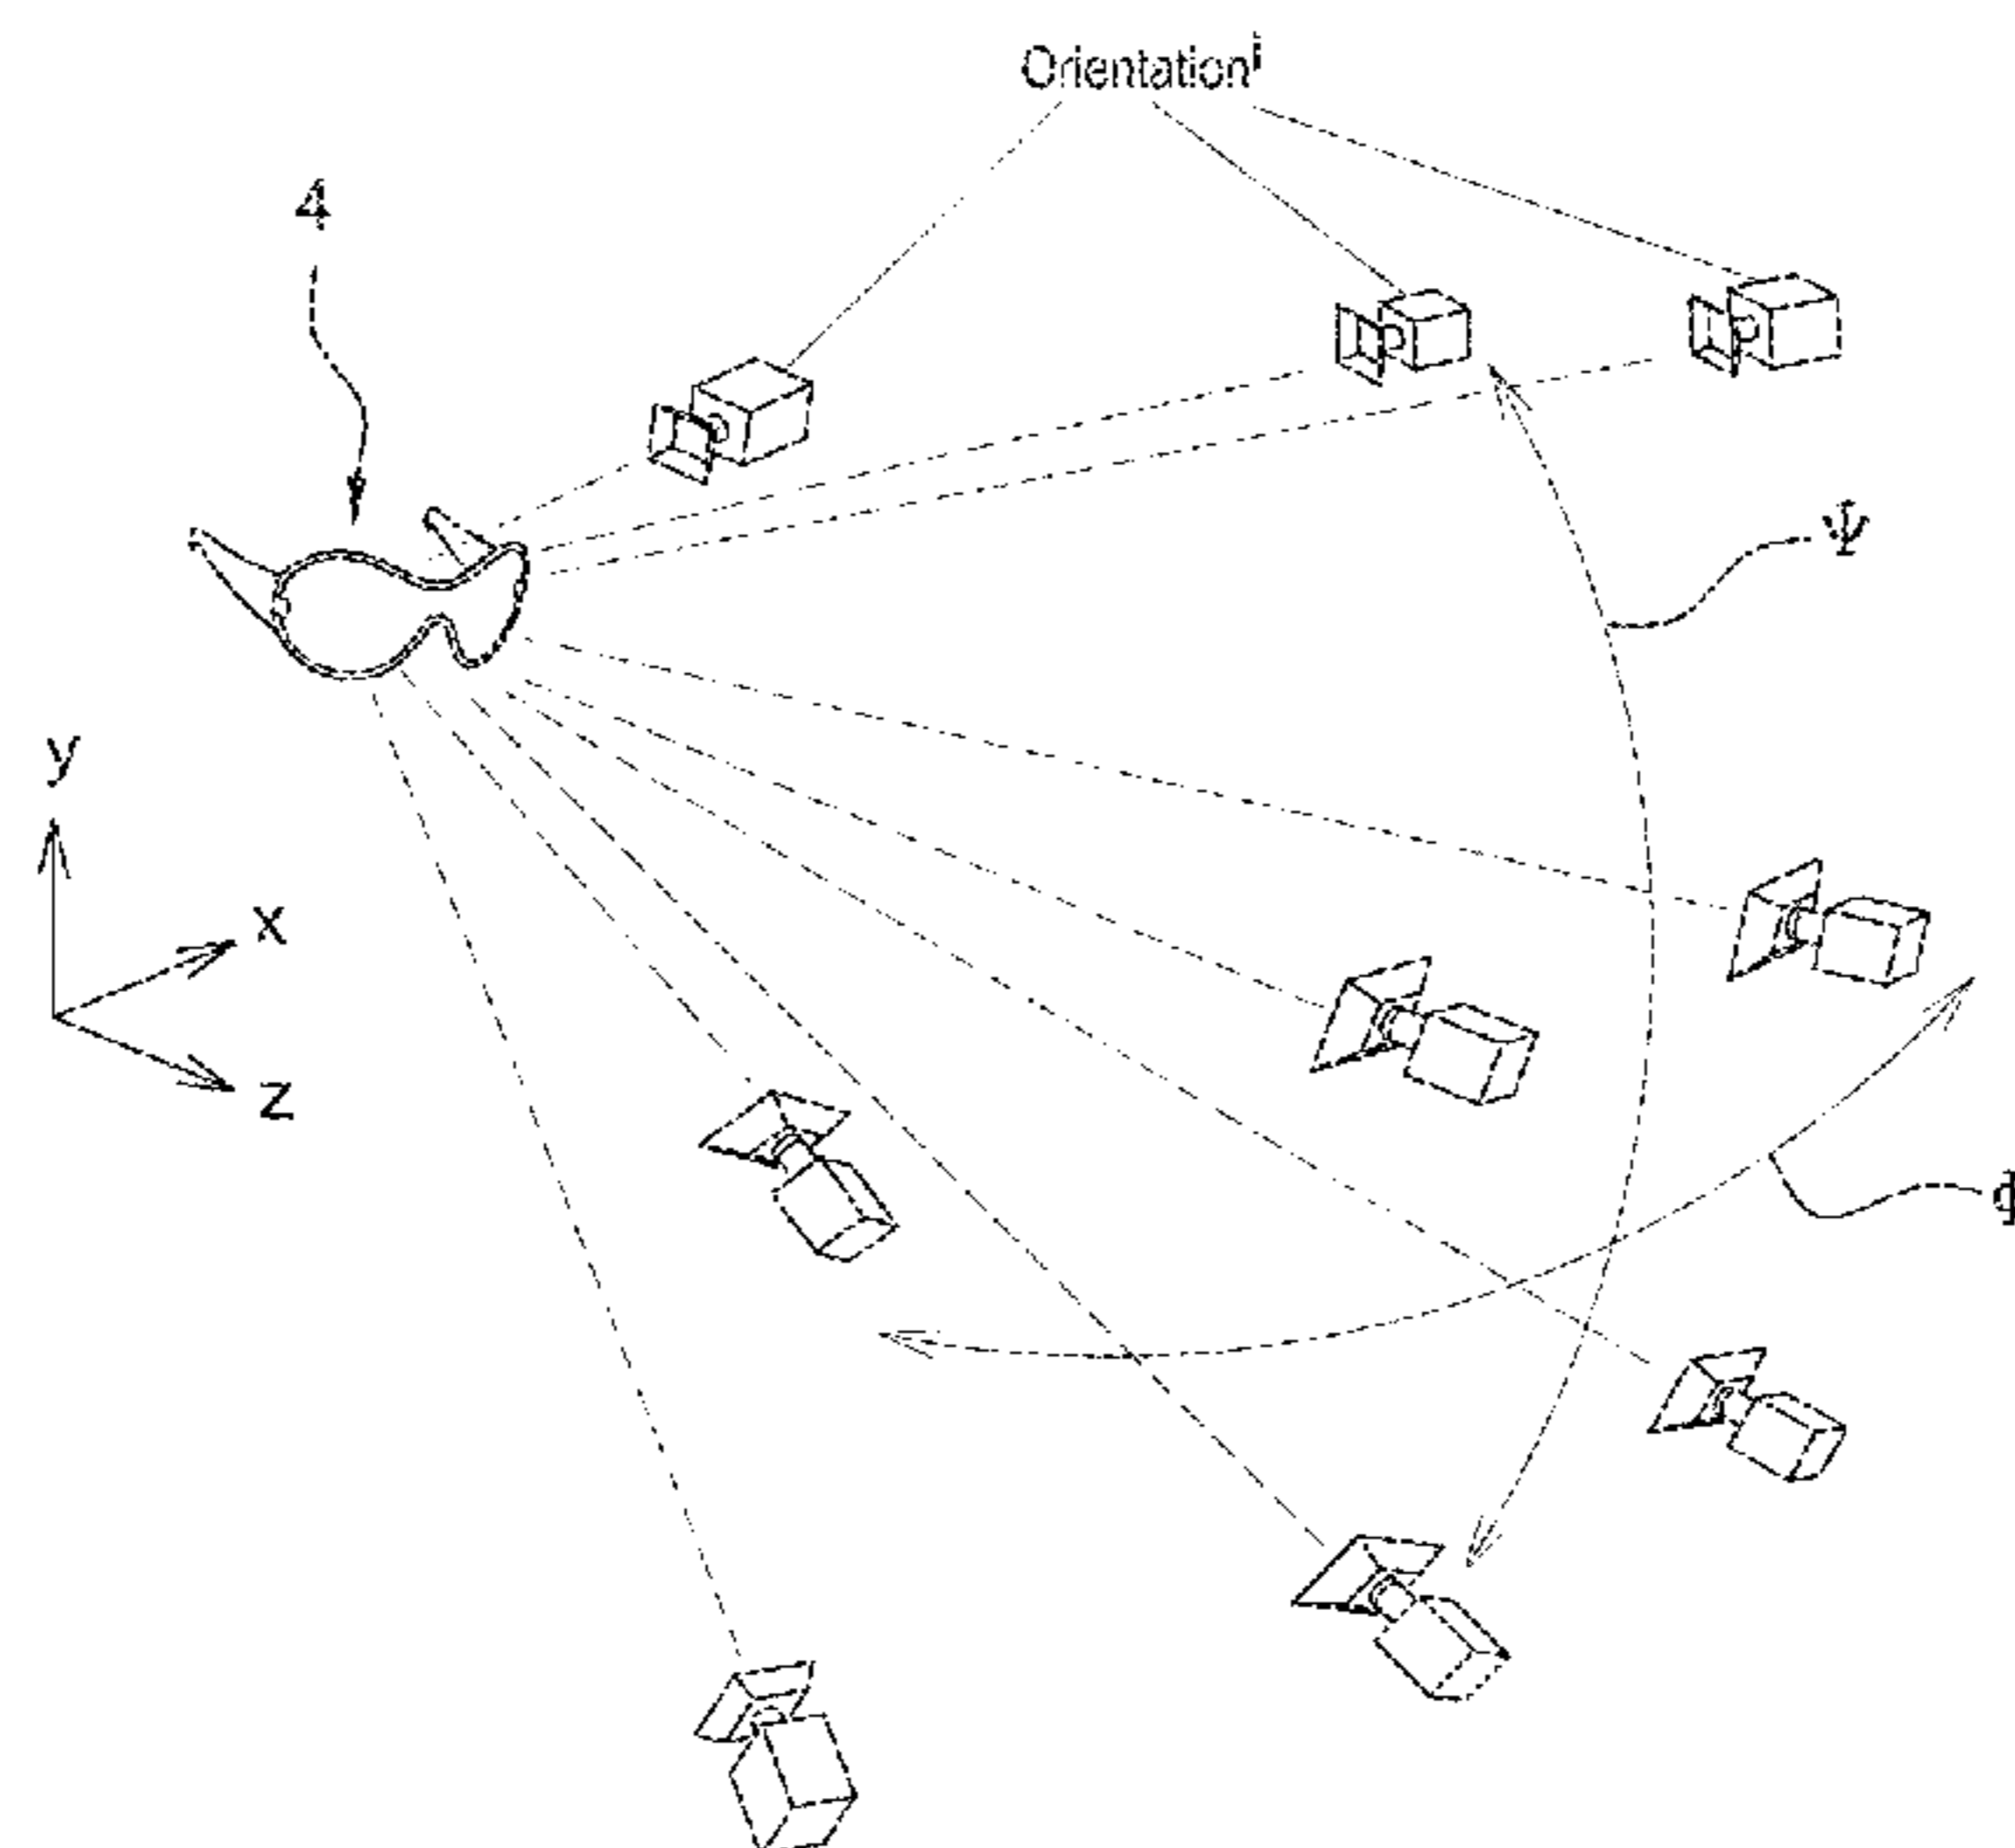 Orientationⁱ
4
Ψ
y
x
z